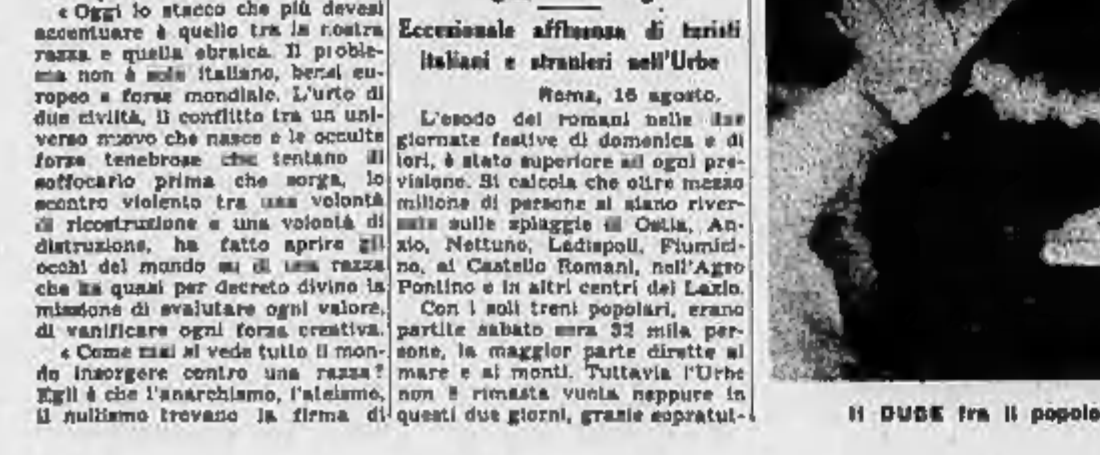 « Oggi lo stacco che più devesi
accentuare è quello tra la nostra
razza e quella ebraica. Il proble-
ma non è solo italiano, bensì eu-
ropeo e forse mondiale. L'urto di
due civiltà, il conflitto tra un uni-
verso nuovo che nasce e le occulte
forze tenebrose che tentano di
soffocarlo prima che sorga, lo
scontro violento tra una volontà
di ricostruzione e una volontà di
distruzione, ha fatto aprire gli
occhi del mondo su di una razza
che ha quasi per decreto divino la
missione di svalutare ogni valore,
di vanificare ogni forza creativa.
« Come mai si vede tutto il mon-
do insorgere contro una razza?
Egli è che l'anarchismo, l'ateismo,
il nullismo trovano la firma di
Eccezionale affluenza di turisti
italiani e stranieri nell'Urbe
Roma, 16 agosto.
L'esodo dei romani nelle due
giornate festive di domenica e di
ieri, è stato superiore ad ogni pre-
visione. Si calcola che oltre mezzo
milione di persone si siano river-
sate sulle spiaggie di Ostia, An-
zio, Nettuno, Ladispoli, Fiumici-
no, ai Castello Romani, nell'Agro
Pontino e in altri centri del Lazio.
Con i soli treni popolari, erano
partite sabato sera 32 mila per-
sone, la maggior parte dirette al
mare e ai monti. Tuttavia l'Urbe
non è rimasta vuota neppure in
questi due giorni, grazie sopratut-
Il DUCE fra il popolo